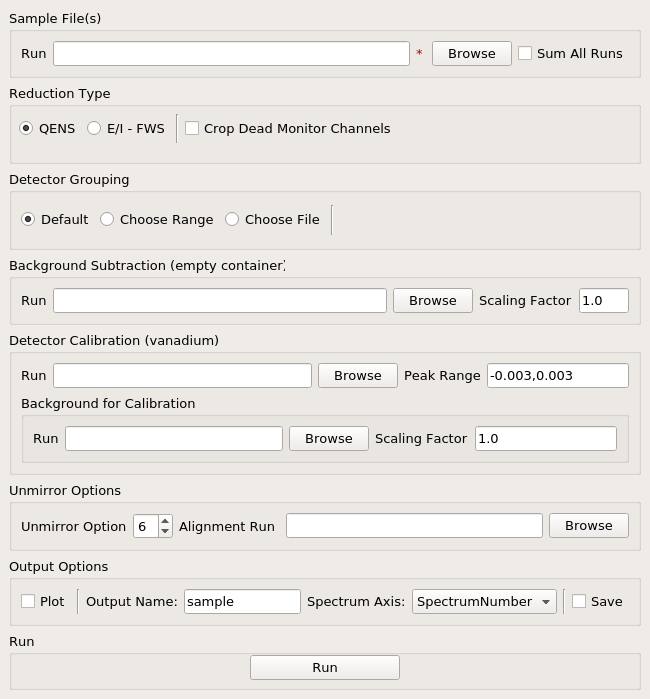 Sample File(s)
Run * Browse Sum All Runs
Reduction Type
QENS E/I - FWS Crop Dead Monitor Channels
Detector Grouping
Default Choose Range Choose File
Background Subtraction (empty container)
Run Browse Scaling Factor 1.0
Detector Calibration (vanadium)
Run Browse Peak Range -0.003,0.003
Background for Calibration
Run Browse Scaling Factor 1.0
Unmirror Options
Unmirror Option 6 Alignment Run Browse
Output Options
Plot Output Name: sample Spectrum Axis: SpectrumNumber Save
Run
Run